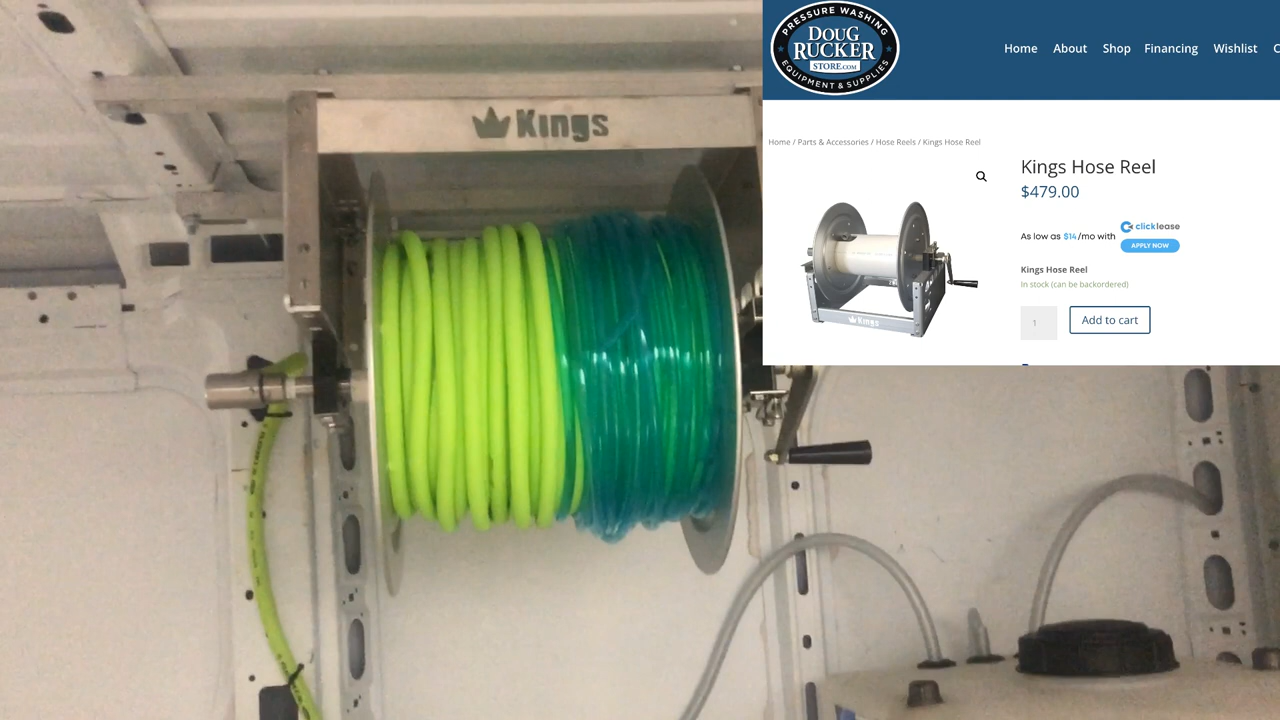 Kings
PRESSURE WASHING
DOUG
RUCKER
STORE.COM
EQUIPMENT & SUPPLIES
Home About Shop Financing Wishlist
Home / Parts & Accessories / Hose Reels / Kings Hose Reel
Kings Hose Reel
$479.00
As low as $14/mo with clicklease
APPLY NOW
Kings Hose Reel
In stock (can be backordered)
1 Add to cart
Kings